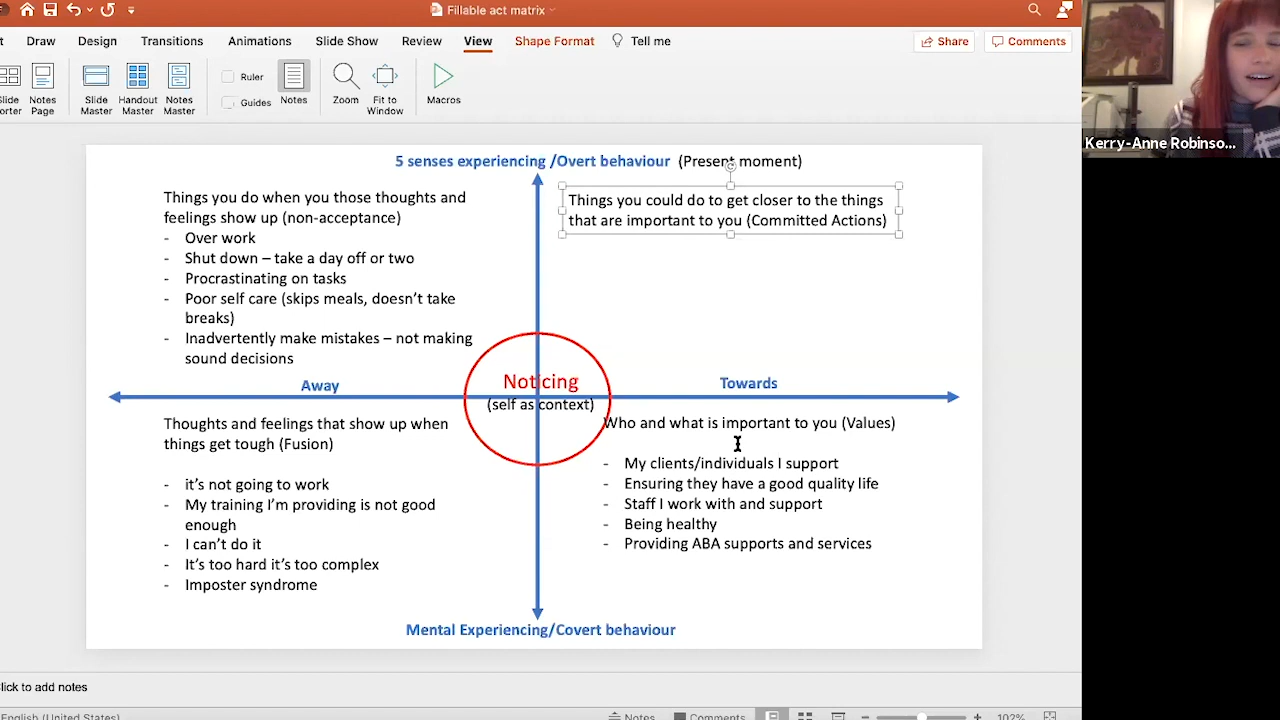 Fillable act matrix
Draw Design Transitions Animations Slide Show Review View Shape Format Tell me Share Comments
Ruler
Guides
Notes Page
Slide Master
Handout Master
Notes Master
Notes
Zoom
Fit to Window
Macros
Kerry-Anne Robinso...
5 senses experiencing /Overt behaviour (Present moment)
Things you do when you those thoughts and
feelings show up (non-acceptance)
- Over work
- Shut down – take a day off or two
- Procrastinating on tasks
- Poor self care (skips meals, doesn't take
breaks)
- Inadvertently make mistakes – not making
sound decisions
Things you could do to get closer to the things
that are important to you (Committed Actions)
Away
Noticing
(self as context)
Towards
Thoughts and feelings that show up when
things get tough (Fusion)
- it's not going to work
- My training I'm providing is not good
enough
- I can't do it
- It's too hard it's too complex
- Imposter syndrome
Who and what is important to you (Values)
- My clients/individuals I support
- Ensuring they have a good quality life
- Staff I work with and support
- Being healthy
- Providing ABA supports and services
Mental Experiencing/Covert behaviour
Click to add notes
English (United States)
Notes Comments 102%